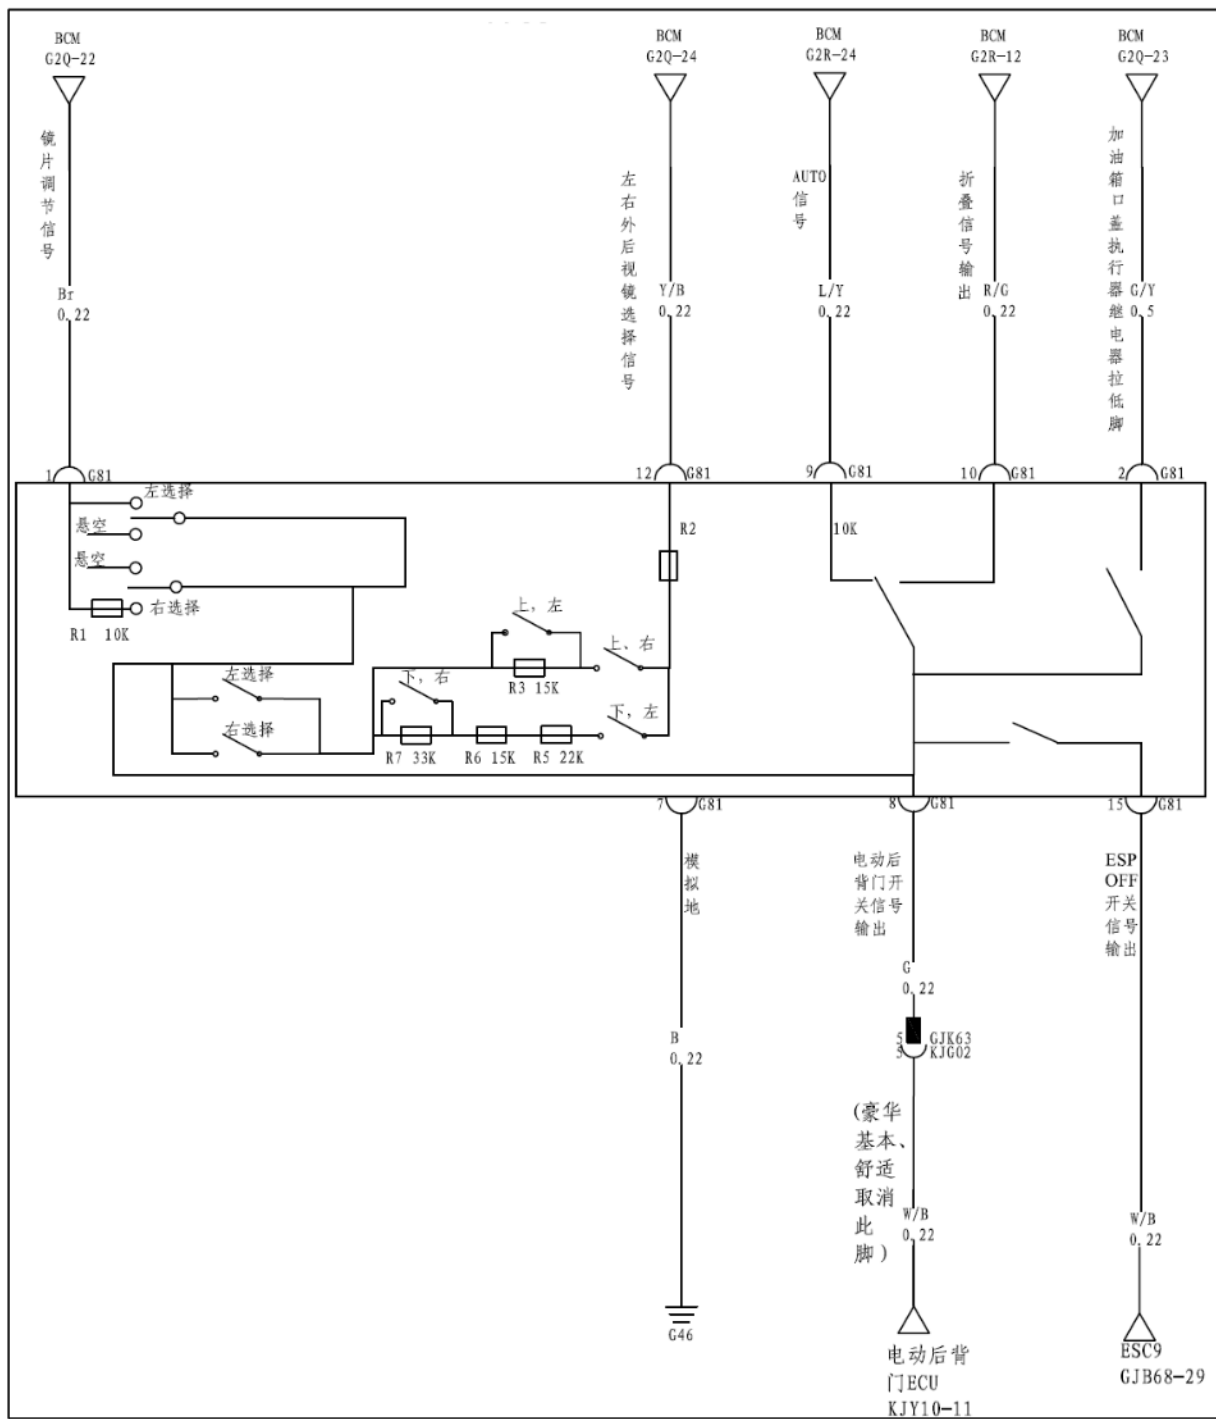 BCM
G2Q-22
BCM
G2Q-24
BCM
G2R-24
BCM
G2R-12
BCM
G2Q-23
镜片调节信号
左右外后视镜选择信号
AUTO
信号
折叠信号输出
加油箱口盖执行器继电器拉低脚
Br
0.22
Y/B
0.22
L/Y
0.22
R/G
0.22
G/Y
0.5
1 G81
12 G81
9 G81
10 G81
2 G81
左选择
悬空
悬空
右选择
R1 10K
R2
10K
上，左
上、右
R3 15K
左选择
右选择
下，右
下，左
R7 33K
R6 15K
R5 22K
7 G81
8 G81
15 G81
模拟地
电动后
背门开
关信号
输出
ESP
OFF
开关
信号
输出
G
0.22
5 GJK63
5 KJG02
B
0.22
(豪华
基本、
舒适
取消
此
脚）
W/B
0.22
W/B
0.22
G46
电动后背
门ECU
KJY10-11
ESC9
GJB68-29